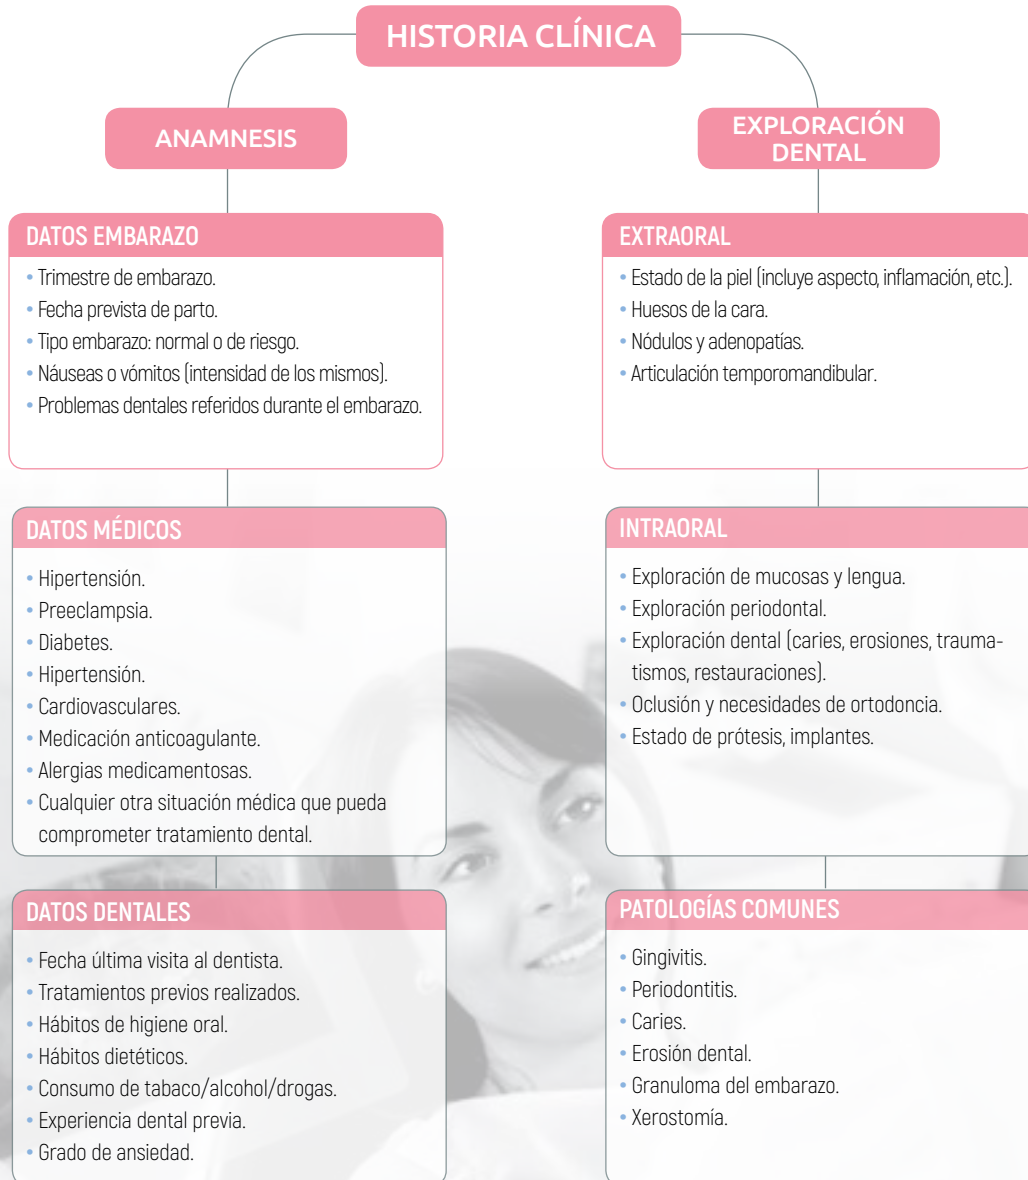 HISTORIA CLÍNICA
ANAMNESIS
DATOS EMBARAZO
• Trimestre de embarazo.
• Fecha prevista de parto.
• Tipo embarazo: normal o de riesgo.
• Náuseas o vómitos (intensidad de los mismos).
• Problemas dentales referidos durante el embarazo.
DATOS MÉDICOS
• Hipertensión.
• Preeclampsia.
• Diabetes.
• Hipertensión.
• Cardiovasculares.
• Medicación anticoagulante.
• Alergias medicamentosas.
• Cualquier otra situación médica que pueda
comprometer tratamiento dental.
DATOS DENTALES
• Fecha última visita al dentista.
• Tratamientos previos realizados.
• Hábitos de higiene oral.
• Hábitos dietéticos.
• Consumo de tabaco/alcohol/drogas.
• Experiencia dental previa.
• Grado de ansiedad.
EXPLORACIÓN
DENTAL
EXTRAORAL
• Estado de la piel (incluye aspecto, inflamación, etc.).
• Huesos de la cara.
• Nódulos y adenopatías.
• Articulación temporomandibular.
INTRAORAL
• Exploración de mucosas y lengua.
• Exploración periodontal.
• Exploración dental (caries, erosiones, trauma-
tismos, restauraciones).
• Oclusión y necesidades de ortodoncia.
• Estado de prótesis, implantes.
PATOLOGÍAS COMUNES
• Gingivitis.
• Periodontitis.
• Caries.
• Erosión dental.
• Granuloma del embarazo.
• Xerostomía.